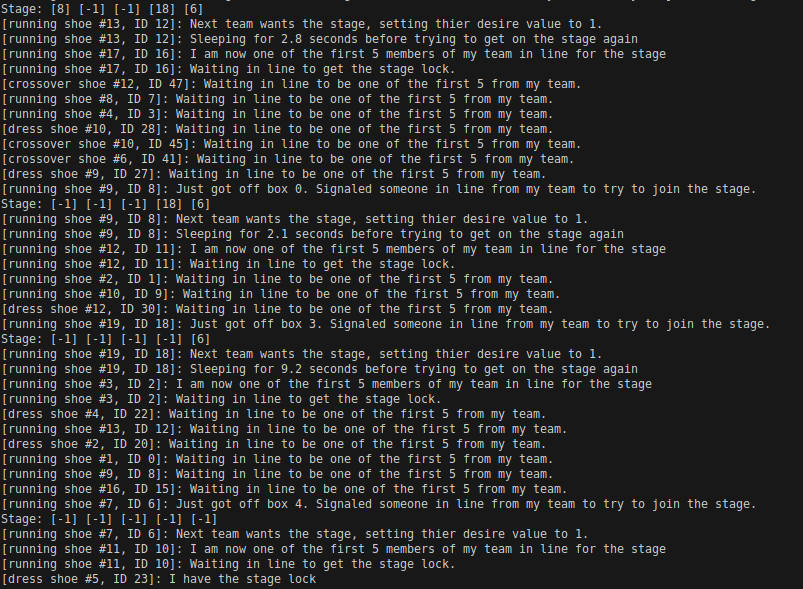 Stage: [8] [-1] [-1] [18] [6]
[running shoe #13, ID 12]: Next team wants the stage, setting thier desire value to 1.
[running shoe #13, ID 12]: Sleeping for 2.8 seconds before trying to get on the stage again
[running shoe #17, ID 16]: I am now one of the first 5 members of my team in line for the stage
[running shoe #17, ID 16]: Waiting in line to get the stage lock.
[crossover shoe #12, ID 47]: Waiting in line to be one of the first 5 from my team.
[running shoe #8, ID 7]: Waiting in line to be one of the first 5 from my team.
[running shoe #4, ID 3]: Waiting in line to be one of the first 5 from my team.
[dress shoe #10, ID 28]: Waiting in line to be one of the first 5 from my team.
[crossover shoe #10, ID 45]: Waiting in line to be one of the first 5 from my team.
[crossover shoe #6, ID 41]: Waiting in line to be one of the first 5 from my team.
[dress shoe #9, ID 27]: Waiting in line to be one of the first 5 from my team.
[running shoe #9, ID 8]: Just got off box 0. Signaled someone in line from my team to try to join the stage.
Stage: [-1] [-1] [-1] [18] [6]
[running shoe #9, ID 8]: Next team wants the stage, setting thier desire value to 1.
[running shoe #9, ID 8]: Sleeping for 2.1 seconds before trying to get on the stage again
[running shoe #12, ID 11]: I am now one of the first 5 members of my team in line for the stage
[running shoe #12, ID 11]: Waiting in line to get the stage lock.
[running shoe #2, ID 1]: Waiting in line to be one of the first 5 from my team.
[running shoe #10, ID 9]: Waiting in line to be one of the first 5 from my team.
[dress shoe #12, ID 30]: Waiting in line to be one of the first 5 from my team.
[running shoe #19, ID 18]: Just got off box 3. Signaled someone in line from my team to try to join the stage.
Stage: [-1] [-1] [-1] [-1] [6]
[running shoe #19, ID 18]: Next team wants the stage, setting thier desire value to 1.
[running shoe #19, ID 18]: Sleeping for 9.2 seconds before trying to get on the stage again
[running shoe #3, ID 2]: I am now one of the first 5 members of my team in line for the stage
[running shoe #3, ID 2]: Waiting in line to get the stage lock.
[dress shoe #4, ID 22]: Waiting in line to be one of the first 5 from my team.
[running shoe #13, ID 12]: Waiting in line to be one of the first 5 from my team.
[dress shoe #2, ID 20]: Waiting in line to be one of the first 5 from my team.
[running shoe #1, ID 0]: Waiting in line to be one of the first 5 from my team.
[running shoe #9, ID 8]: Waiting in line to be one of the first 5 from my team.
[running shoe #16, ID 15]: Waiting in line to be one of the first 5 from my team.
[running shoe #7, ID 6]: Just got off box 4. Signaled someone in line from my team to try to join the stage.
Stage: [-1] [-1] [-1] [-1] [-1]
[running shoe #7, ID 6]: Next team wants the stage, setting thier desire value to 1.
[running shoe #11, ID 10]: I am now one of the first 5 members of my team in line for the stage
[running shoe #11, ID 10]: Waiting in line to get the stage lock.
[dress shoe #5, ID 23]: I have the stage lock